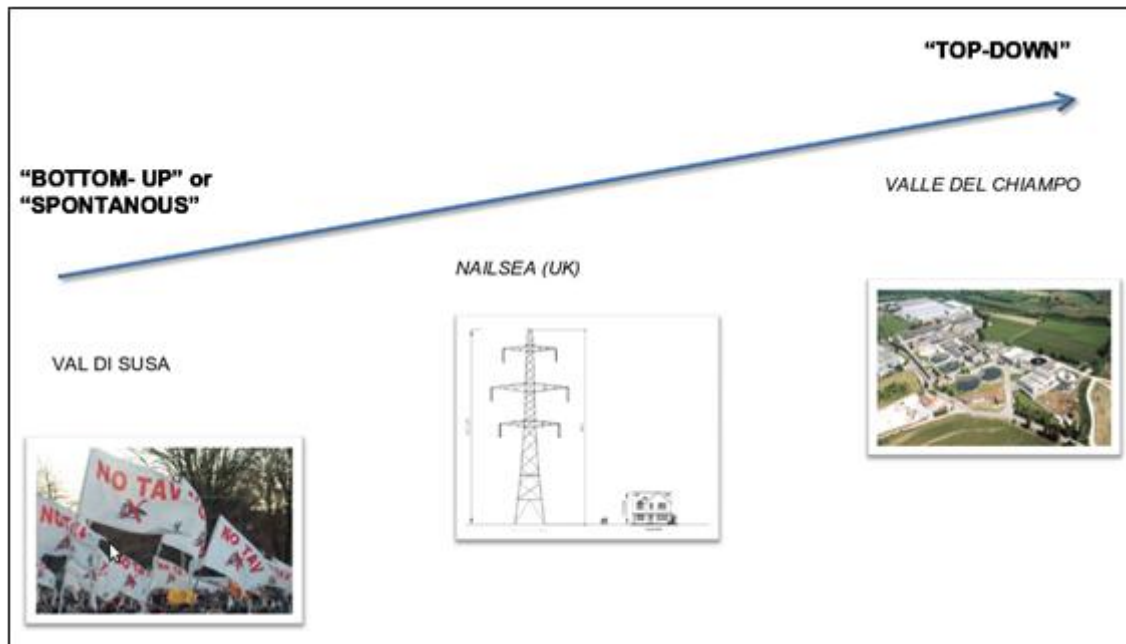 “TOP-DOWN”
“BOTTOM- UP” or
“SPONTANOUS”
VALLE DEL CHIAMPO
NAILSEA (UK)
VAL DI SUSA
NO TAV
NO TAV